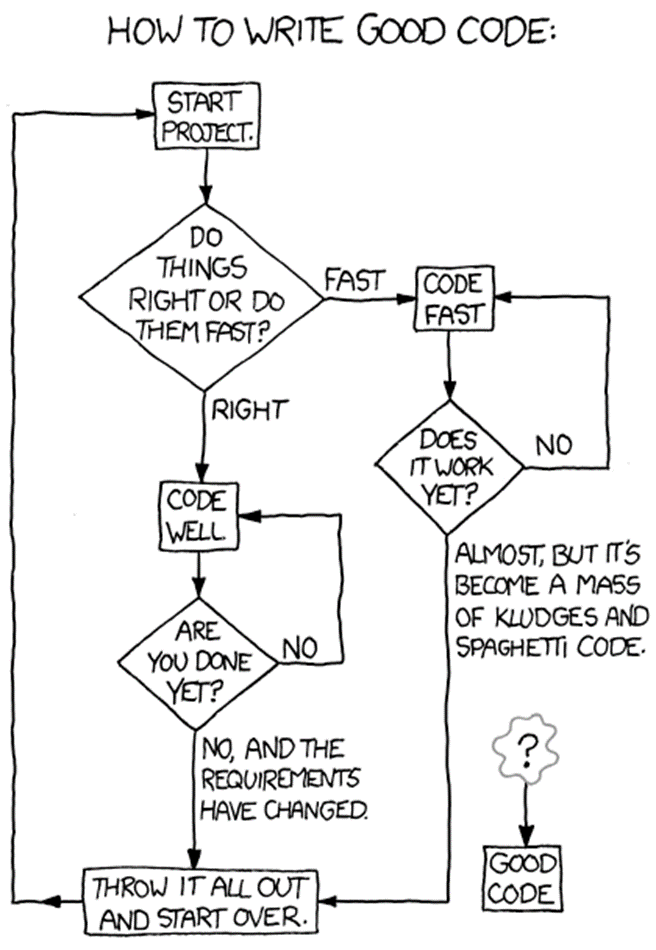 HOW TO WRITE GOOD CODE:
START
PROJECT.
DO
THINGS
RIGHT OR DO
THEM FAST?
FAST
CODE
FAST
RIGHT
DOES
IT WORK
YET?
NO
CODE
WELL.
ALMOST, BUT IT'S
BECOME A MASS
OF KLUDGES AND
SPAGHETTI CODE.
ARE
YOU DONE
YET?
NO
NO, AND THE
REQUIREMENTS
HAVE CHANGED.
?
THROW IT ALL OUT
AND START OVER.
GOOD
CODE